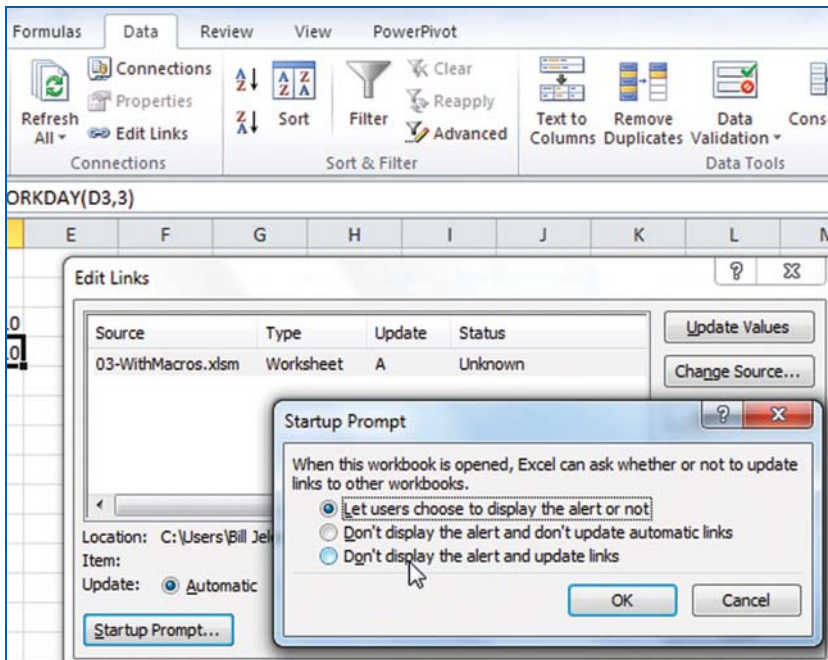 Formulas Data Review View PowerPivot
Connections Clear
Properties Reapply
Refresh All Edit Links Sort Filter Advanced Text to Columns Remove Duplicates Data Validation
Connections Sort & Filter Data Tools
ORKDAY(D3,3)
E F G H I J K L
Edit Links
Source Type Update Status Update Values
03-WithMacros.xlsm Worksheet A Unknown Change Source...
Startup Prompt
When this workbook is opened, Excel can ask whether or not to update
links to other workbooks.
Let users choose to display the alert or not
Don't display the alert and don't update automatic links
Don't display the alert and update links
Location: C:\Users\Bill Jel
Item:
Update: Automatic
OK Cancel
Startup Prompt...